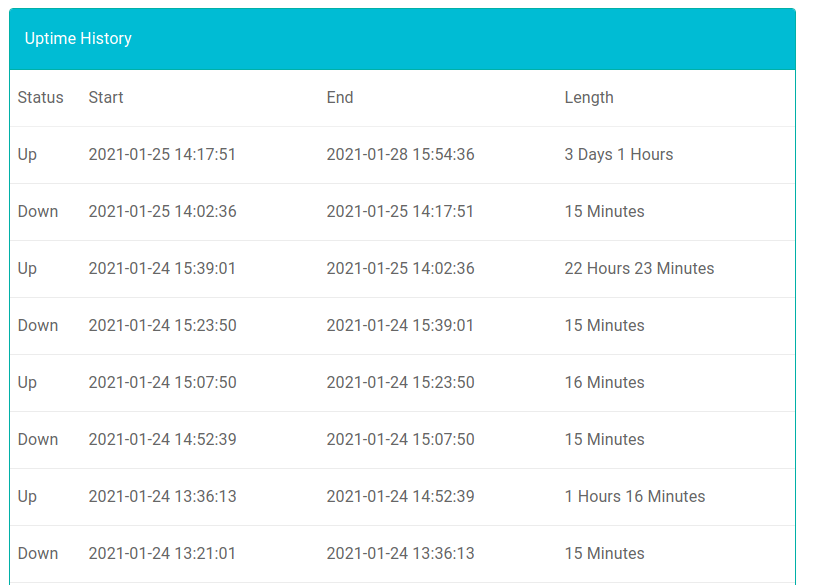 Uptime History
Status Start End Length
Up 2021-01-25 14:17:51 2021-01-28 15:54:36 3 Days 1 Hours
Down 2021-01-25 14:02:36 2021-01-25 14:17:51 15 Minutes
Up 2021-01-24 15:39:01 2021-01-25 14:02:36 22 Hours 23 Minutes
Down 2021-01-24 15:23:50 2021-01-24 15:39:01 15 Minutes
Up 2021-01-24 15:07:50 2021-01-24 15:23:50 16 Minutes
Down 2021-01-24 14:52:39 2021-01-24 15:07:50 15 Minutes
Up 2021-01-24 13:36:13 2021-01-24 14:52:39 1 Hours 16 Minutes
Down 2021-01-24 13:21:01 2021-01-24 13:36:13 15 Minutes